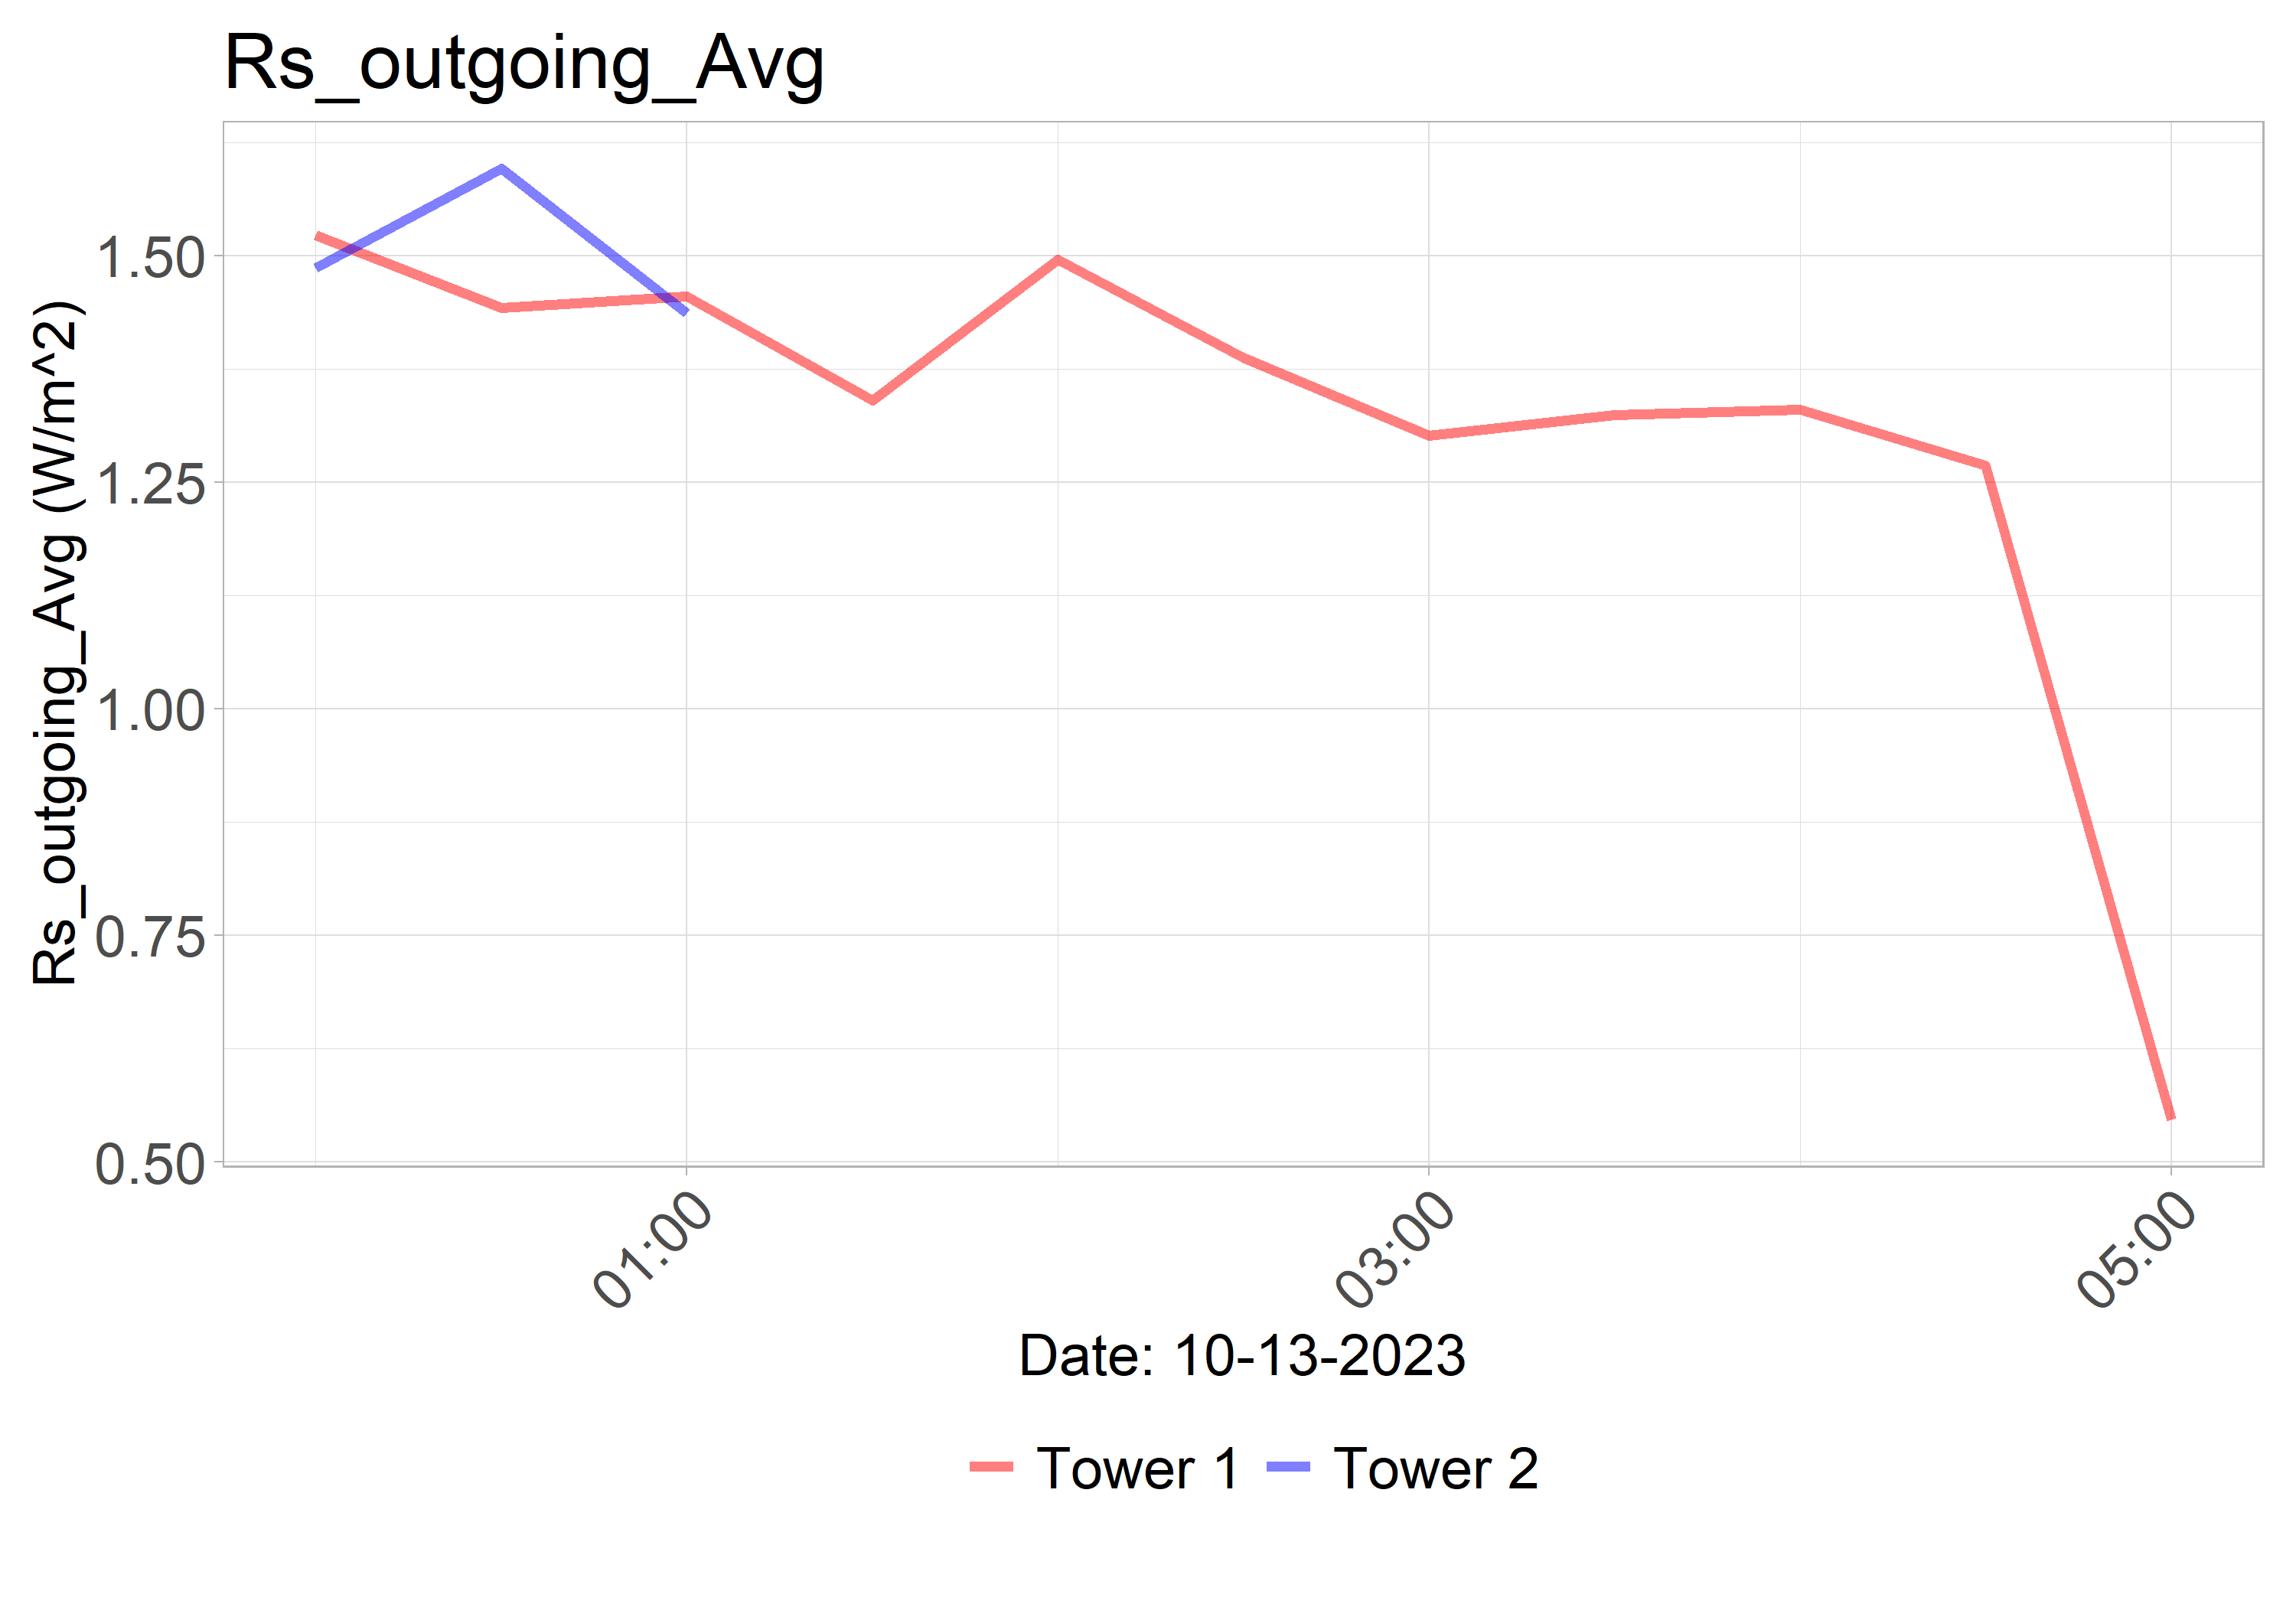 Rs_outgoing_Avg
Rs_outgoing_Avg (W/m^2)
1.50
1.25
1.00
0.75
0.50
01:00 03:00 05:00
Date: 10-13-2023
Tower 1 Tower 2